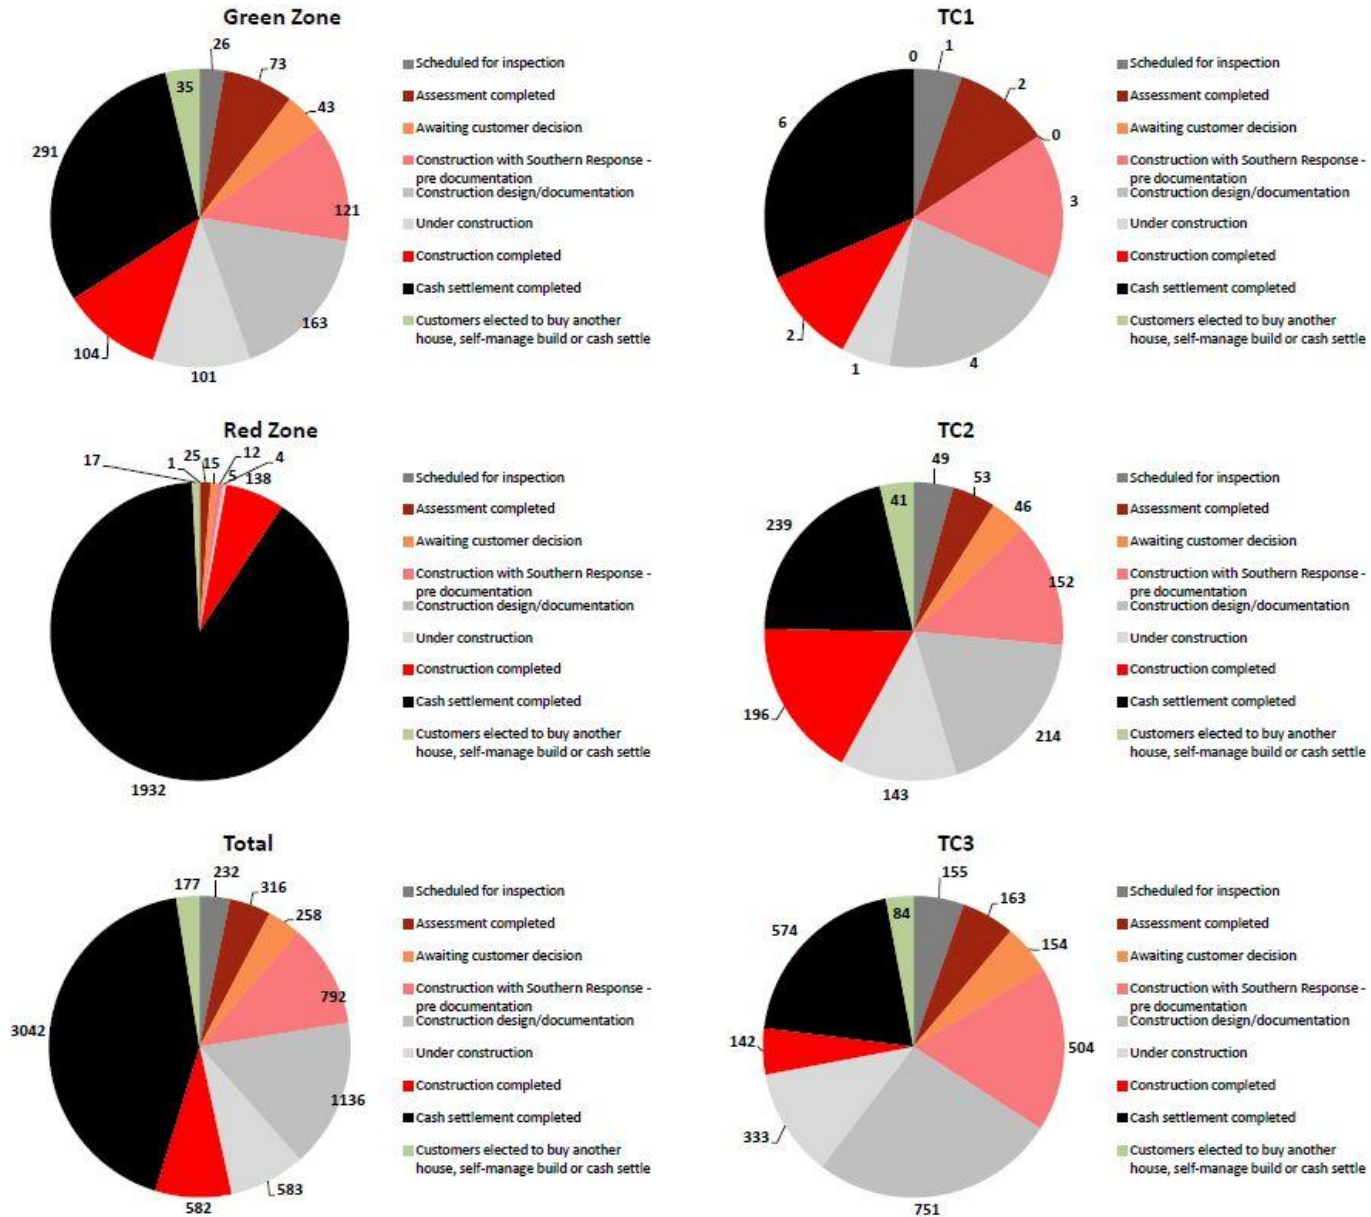 Green Zone
26
73
43
121
163
101
104
291
35
Scheduled for inspection
Assessment completed
Awaiting customer decision
Construction with Southern Response -
pre documentation
Construction design/documentation
Under construction
Construction completed
Cash settlement completed
Customers elected to buy another
house, self-manage build or cash settle
TC1
0
1
2
0
3
4
1
2
6
Scheduled for inspection
Assessment completed
Awaiting customer decision
Construction with Southern Response -
pre documentation
Construction design/documentation
Under construction
Construction completed
Cash settlement completed
Customers elected to buy another
house, self-manage build or cash settle
Red Zone
17
1
25
15
12
5
4
138
1932
Scheduled for inspection
Assessment completed
Awaiting customer decision
Construction with Southern Response -
pre documentation
Construction design/documentation
Under construction
Construction completed
Cash settlement completed
Customers elected to buy another
house, self-manage build or cash settle
TC2
49
53
46
152
214
143
196
239
41
Scheduled for inspection
Assessment completed
Awaiting customer decision
Construction with Southern Response -
pre documentation
Construction design/documentation
Under construction
Construction completed
Cash settlement completed
Customers elected to buy another
house, self-manage build or cash settle
Total
177
232
316
258
792
1136
583
582
3042
Scheduled for inspection
Assessment completed
Awaiting customer decision
Construction with Southern Response -
pre documentation
Construction design/documentation
Under construction
Construction completed
Cash settlement completed
Customers elected to buy another
house, self-manage build or cash settle
TC3
155
163
154
504
751
333
142
574
84
Scheduled for inspection
Assessment completed
Awaiting customer decision
Construction with Southern Response -
pre documentation
Construction design/documentation
Under construction
Construction completed
Cash settlement completed
Customers elected to buy another
house, self-manage build or cash settle